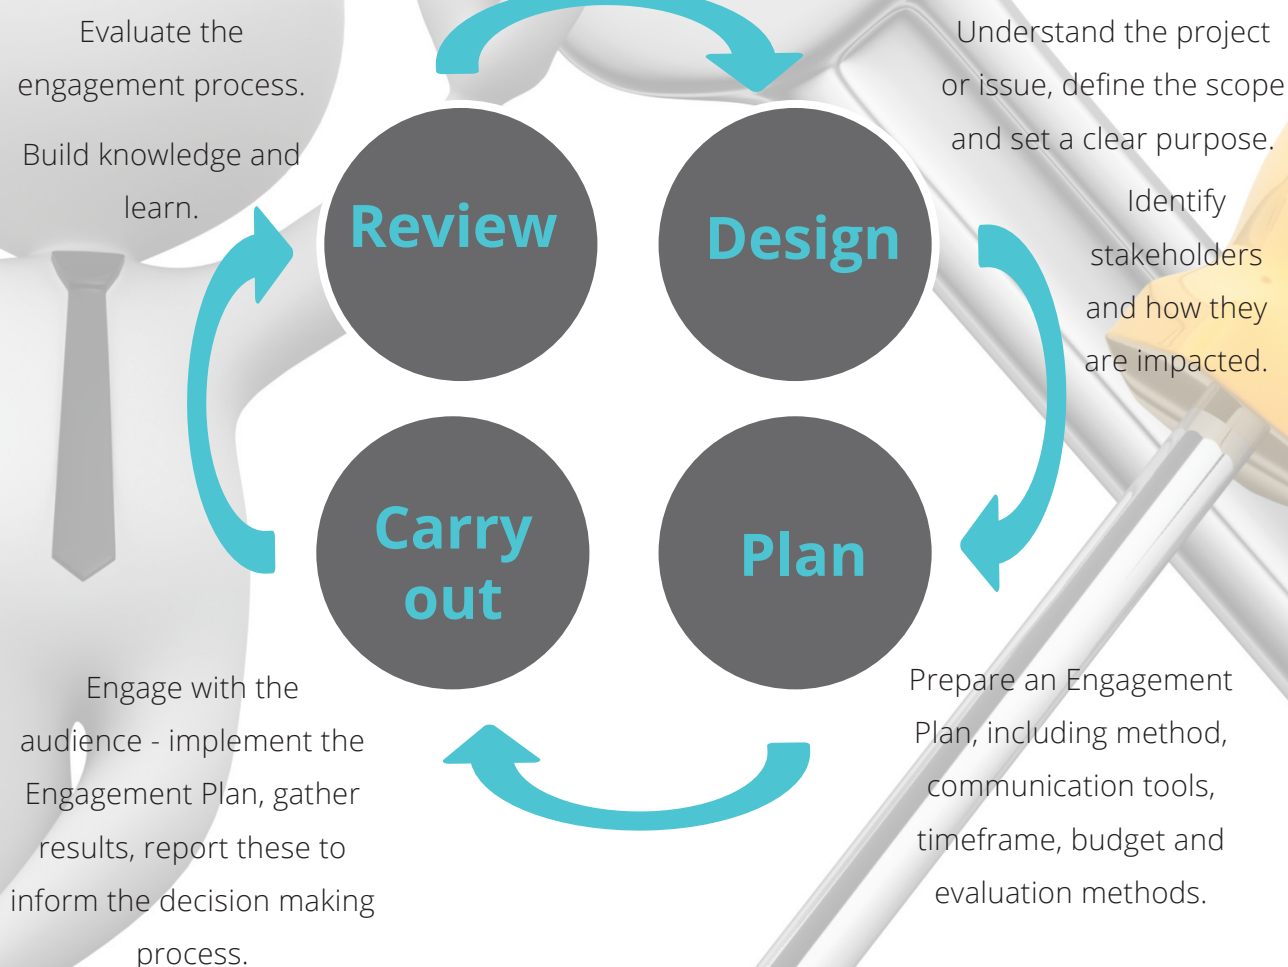 Evaluate the
engagement process.
Build knowledge and
learn.
Understand the project
or issue, define the scope
and set a clear purpose.
Identify
stakeholders
and how they
are impacted.
Review
Design
Carry
out
Plan
Engage with the
audience - implement the
Engagement Plan, gather
results, report these to
inform the decision making
process.
Prepare an Engagement
Plan, including method,
communication tools,
timeframe, budget and
evaluation methods.